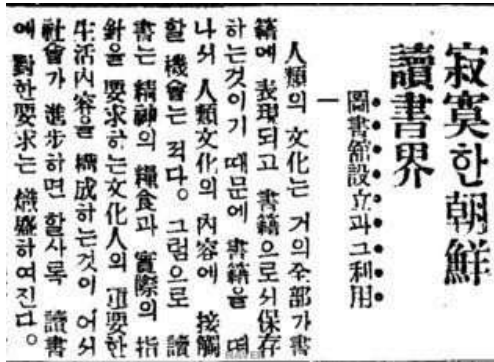 寂寞한朝鮮
讀書界
圖書舘設立과그利用
一
人類의 文化는 거의 全部가 書
籍에 表現되고 書籍으로서 保存
하는것이기 때문에 書籍을 떠
나서 人類文化의 內容에 接觸
할 機會는 적다。 그럼으로 讀
書는 精神의 糧食과 實際의 指
針을 要求하는 文化人의 重要한
生活內容을 構成하는것이 어서
社會가 進步하면 할사록 讀書
에 對한 要求는 熾盛하여진다。
NAVER